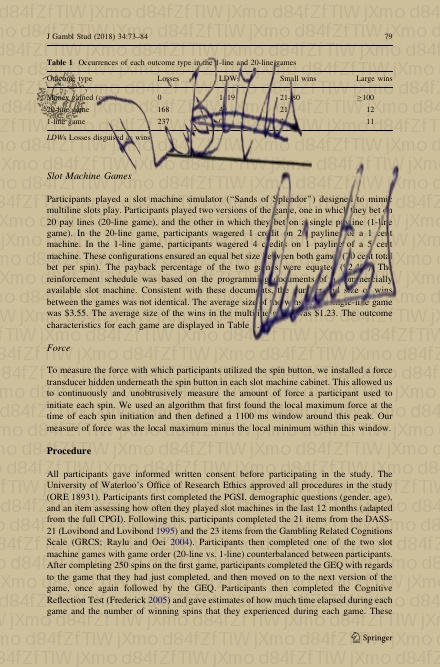 J Gambl Stud (2018) 34:73–84 79
Table 1 Occurrences of each outcome type in the 1-line and 20-line games
Outcome type Losses LDWs Small wins Large wins
Money gained 0 1–19 21–80 ≥100
20-line game 168 21 12
1-line game 237 11
LDWs Losses disguised as wins
Slot Machine Games
Participants played a slot machine simulator (“Sands of Splendor”) designed to mimic
multiline slots play. Participants played two versions of the game, one in which they bet on
20 pay lines (20-line game), and the other in which they bet on a single payline (1-line
game). In the 20-line game, participants wagered 1 credit on 20 paylines of a 1 cent
machine. In the 1-line game, participants wagered 4 credits on 1 payline of a 5 cent
machine. These configurations ensured an equal bet size between both games (20 cent total
bet per spin). The payback percentage of the two games were equated The
reinforcement schedule was based on the programming documents of commercially
available slot machine. Consistent with these documents, the size of wins
between the games was not identical. The average size of the wins single-line game
was $3.55. The average size of the wins in the multiline game was $1.23. The outcome
characteristics for each game are displayed in Table
Force
To measure the force with which participants utilized the spin button, we installed a force
transducer hidden underneath the spin button in each slot machine cabinet. This allowed us
to continuously and unobtrusively measure the amount of force a participant used to
initiate each spin. We used an algorithm that first found the local maximum force at the
time of each spin initiation and then defined a 1100 ms window around this peak. Our
measure of force was the local maximum minus the local minimum within this window.
Procedure
All participants gave informed written consent before participating in the study. The
University of Waterloo’s Office of Research Ethics approved all procedures in the study
(ORE 18931). Participants first completed the PGSI, demographic questions (gender, age),
and an item assessing how often they played slot machines in the last 12 months (adapted
from the full CPGI). Following this, participants completed the 21 items from the DASS-
21 (Lovibond and Lovibond 1995) and the 23 items from the Gambling Related Cognitions
Scale (GRCS; Raylu and Oei 2004). Participants then completed one of the two slot
machine games with game order (20-line vs. 1-line) counterbalanced between participants.
After completing 250 spins on the first game, participants completed the GEQ with regards
to the game that they had just completed, and then moved on to the next version of the
game, once again followed by the GEQ. Participants then completed the Cognitive
Reflection Test (Frederick 2005) and gave estimates of how much time elapsed during each
game and the number of winning spins that they experienced during each game. These
Springer